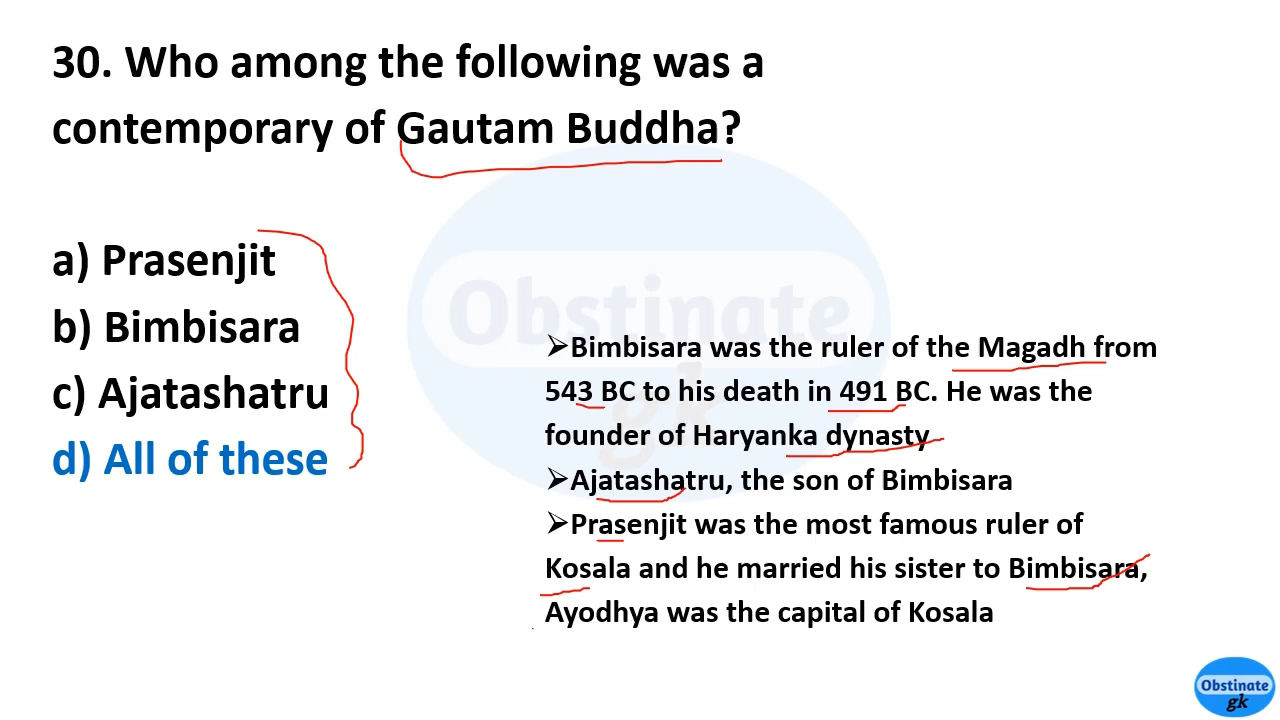 30. Who among the following was a
contemporary of Gautam Buddha?
a) Prasenjit
b) Bimbisara
c) Ajatashatru
d) All of these
Obstinate
gk
➢Bimbisara was the ruler of the Magadh from
543 BC to his death in 491 BC. He was the
founder of Haryanka dynasty
➢Ajatashatru, the son of Bimbisara
➢Prasenjit was the most famous ruler of
Kosala and he married his sister to Bimbisara,
Ayodhya was the capital of Kosala
Obstinate
gk